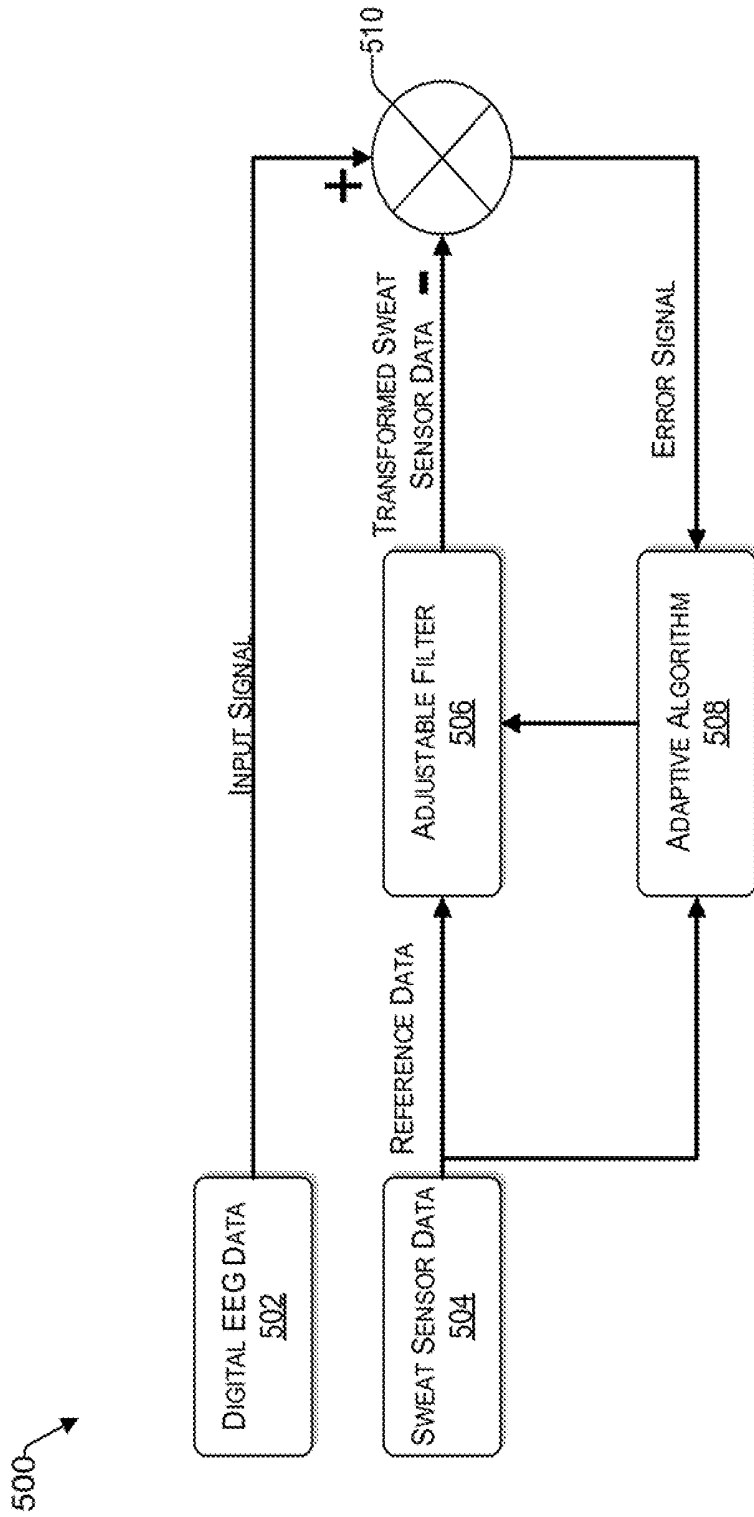 500
DIGITAL EEG DATA
502
INPUT SIGNAL
+
510
SWEAT SENSOR DATA
504
REFERENCE DATA
ADJUSTABLE FILTER
506
TRANSFORMED SWEAT
SENSOR DATA
-
ADAPTIVE ALGORITHM
508
ERROR SIGNAL